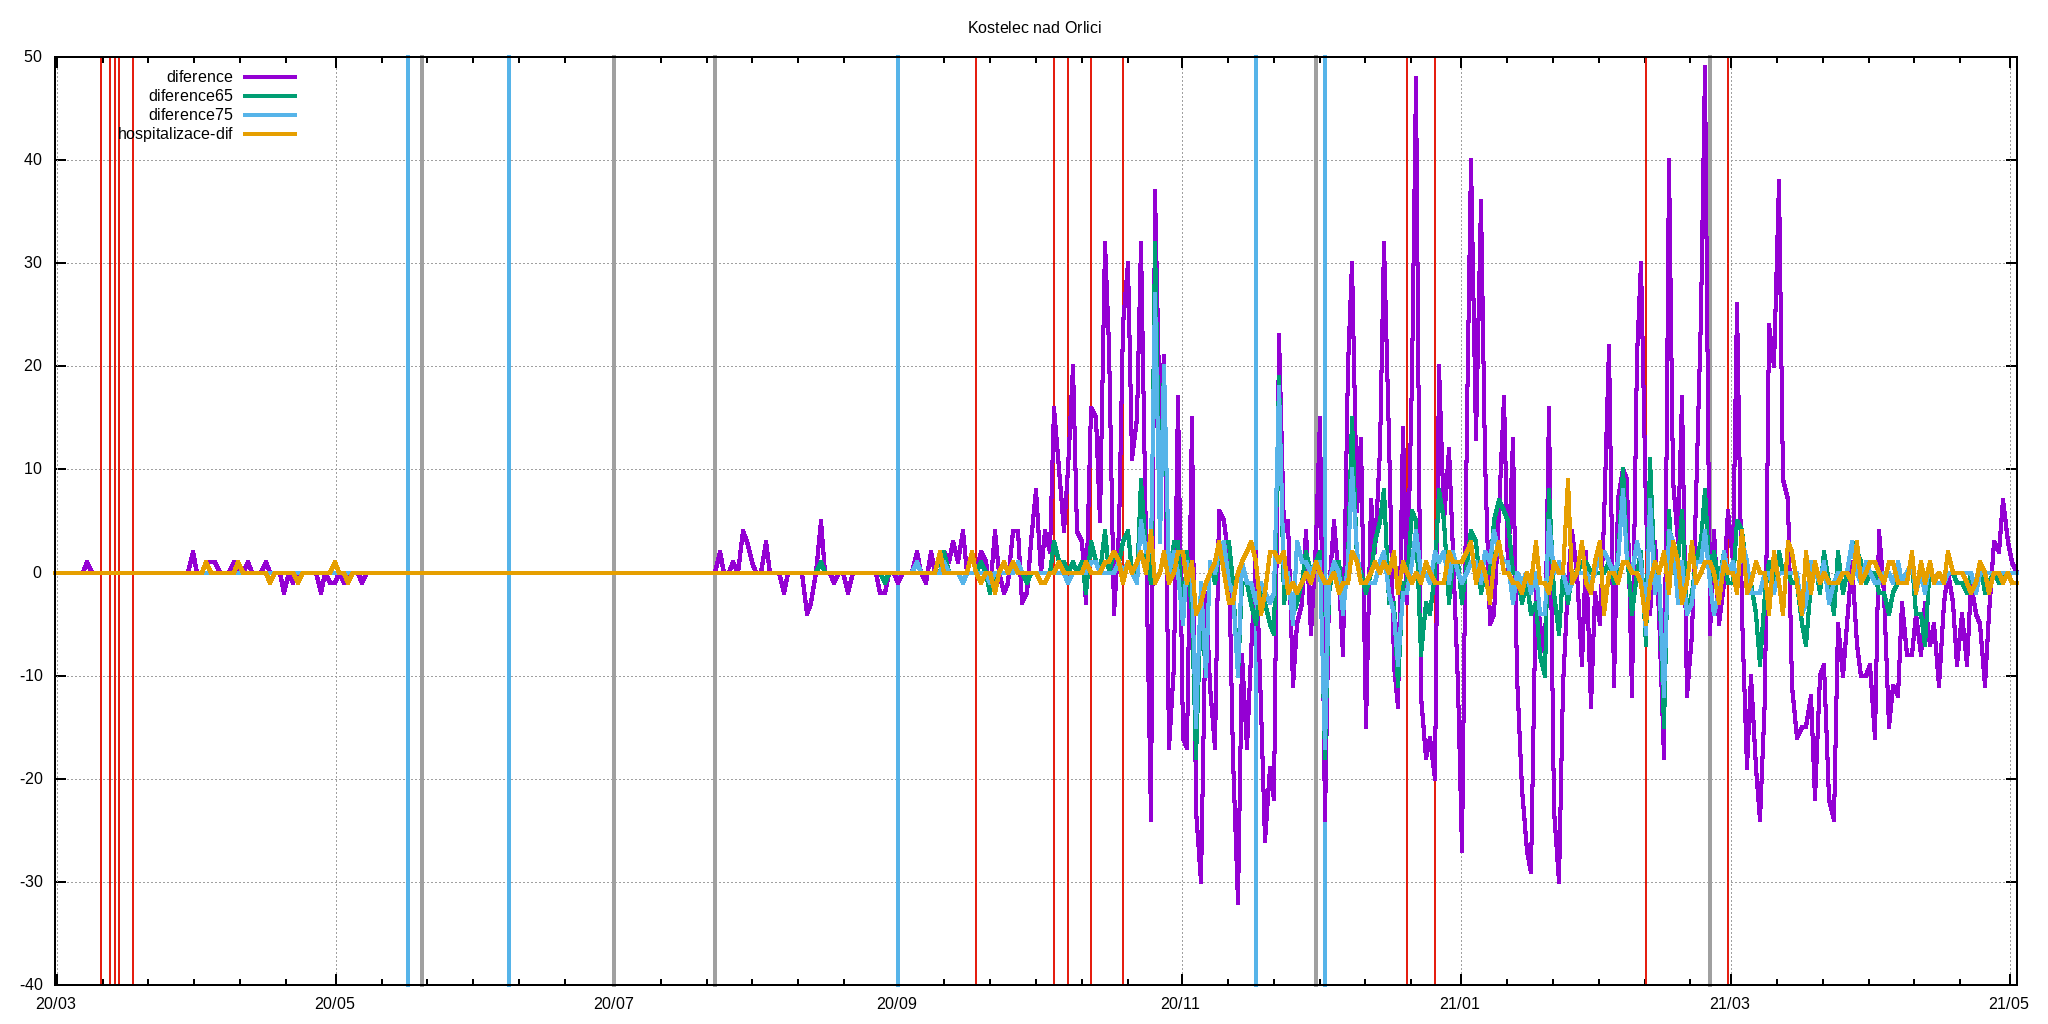 Kostelec nad Orlici
50
40
30
20
10
0
-10
-20
-30
-40
diference
diference65
diference75
hospitalizace-dif
20/03 20/05 20/07 20/09 20/11 21/01 21/03 21/05